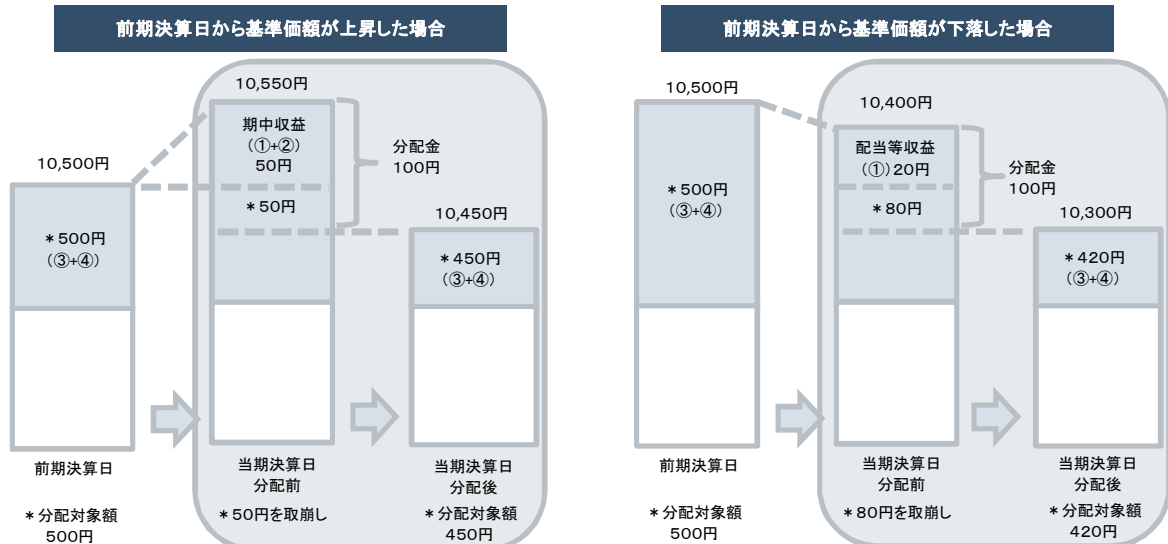 前期決算日から基準価額が上昇した場合
10,500円
*500円
(③+④)
前期決算日
*分配対象額
500円
10,550円
期中収益
(①+②)
50円
*50円
分配金
100円
当期決算日
分配前
*50円を取崩し
10,450円
*450円
(③+④)
当期決算日
分配後
*分配対象額
450円
前期決算日から基準価額が下落した場合
10,500円
*500円
(③+④)
前期決算日
*分配対象額
500円
10,400円
配当等収益
(①)20円
*80円
分配金
100円
当期決算日
分配前
*80円を取崩し
10,300円
*420円
(③+④)
当期決算日
分配後
*分配対象額
420円